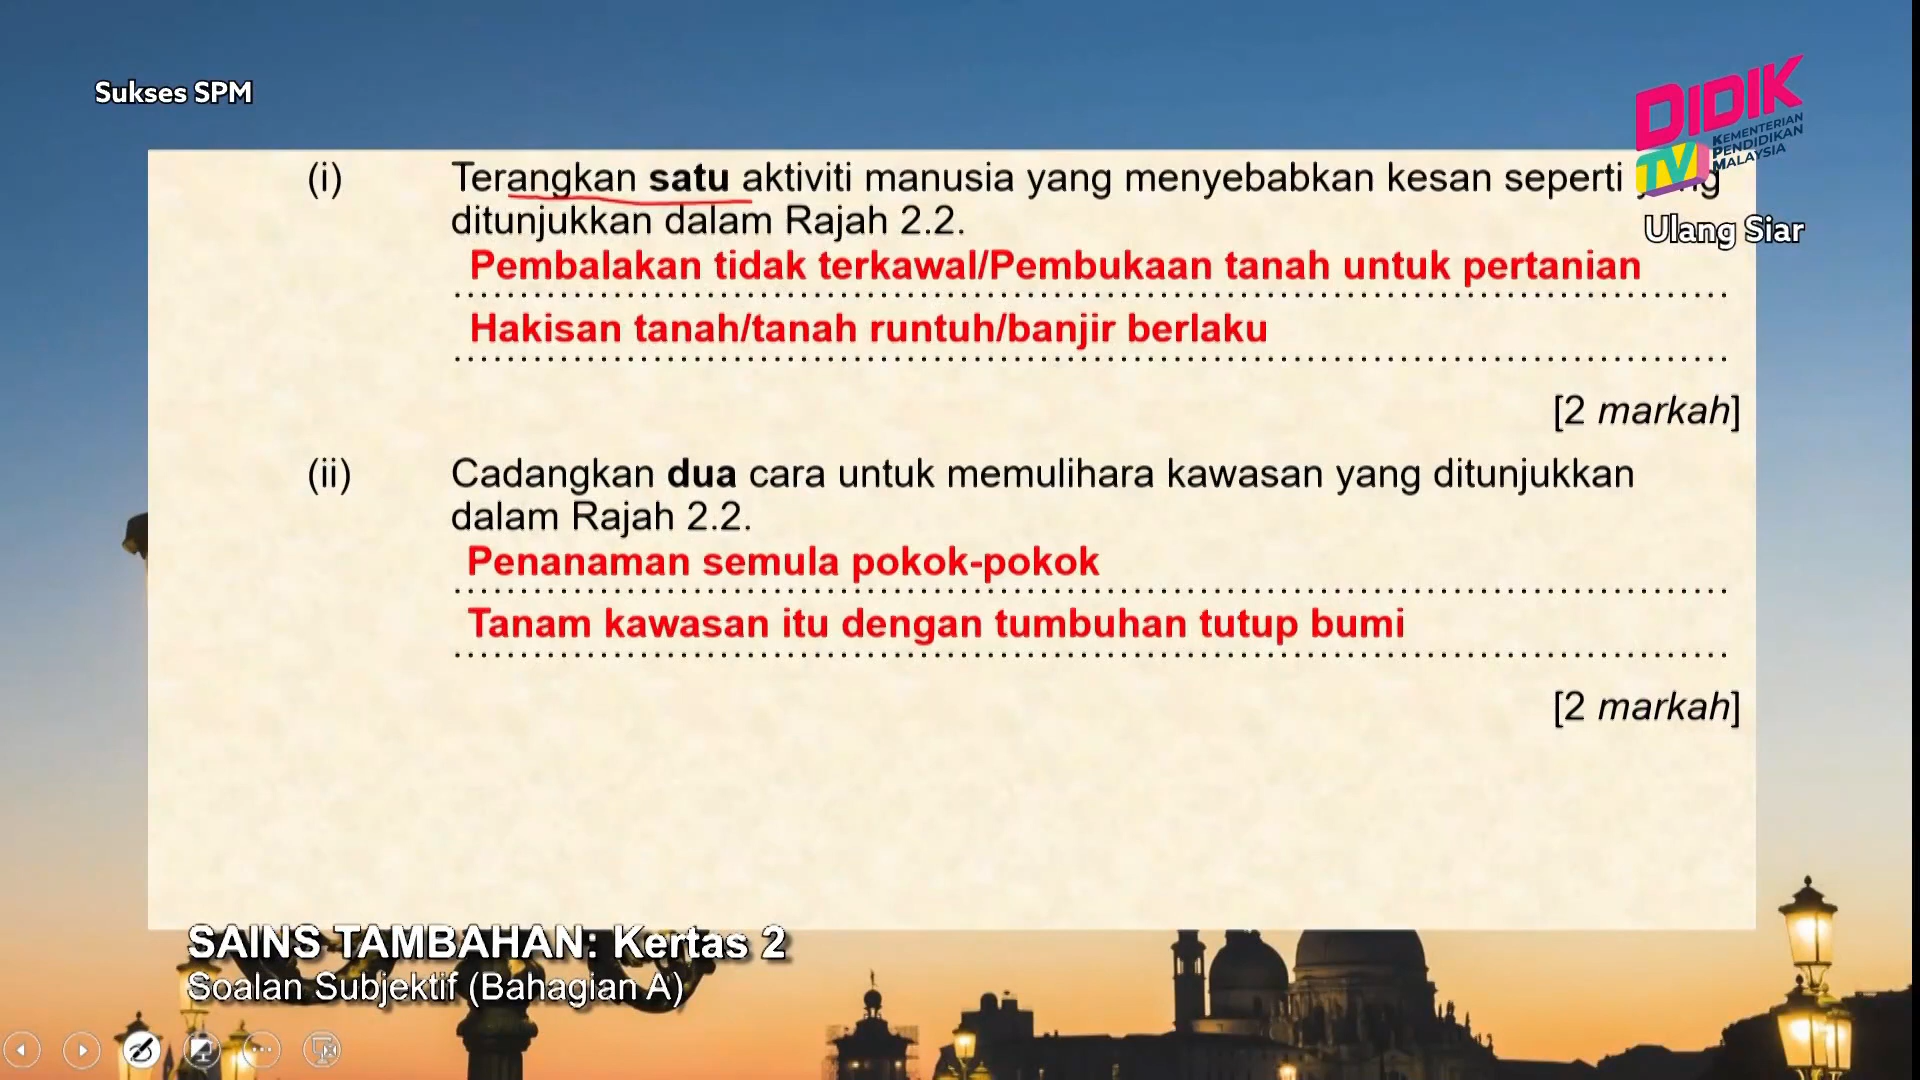 Sukses SPM
DIDIK
TV
KEMENTERIAN
PENDIDIKAN
MALAYSIA
Ulang Siar
(i) Terangkan satu aktiviti manusia yang menyebabkan kesan seperti
ditunjukkan dalam Rajah 2.2.
Pembalakan tidak terkawal/Pembukaan tanah untuk pertanian
Hakisan tanah/tanah runtuh/banjir berlaku
[2 markah]
(ii) Cadangkan dua cara untuk memulihara kawasan yang ditunjukkan
dalam Rajah 2.2.
Penanaman semula pokok-pokok
Tanam kawasan itu dengan tumbuhan tutup bumi
[2 markah]
SAINS TAMBAHAN: Kertas 2
Soalan Subjektif (Bahagian A)